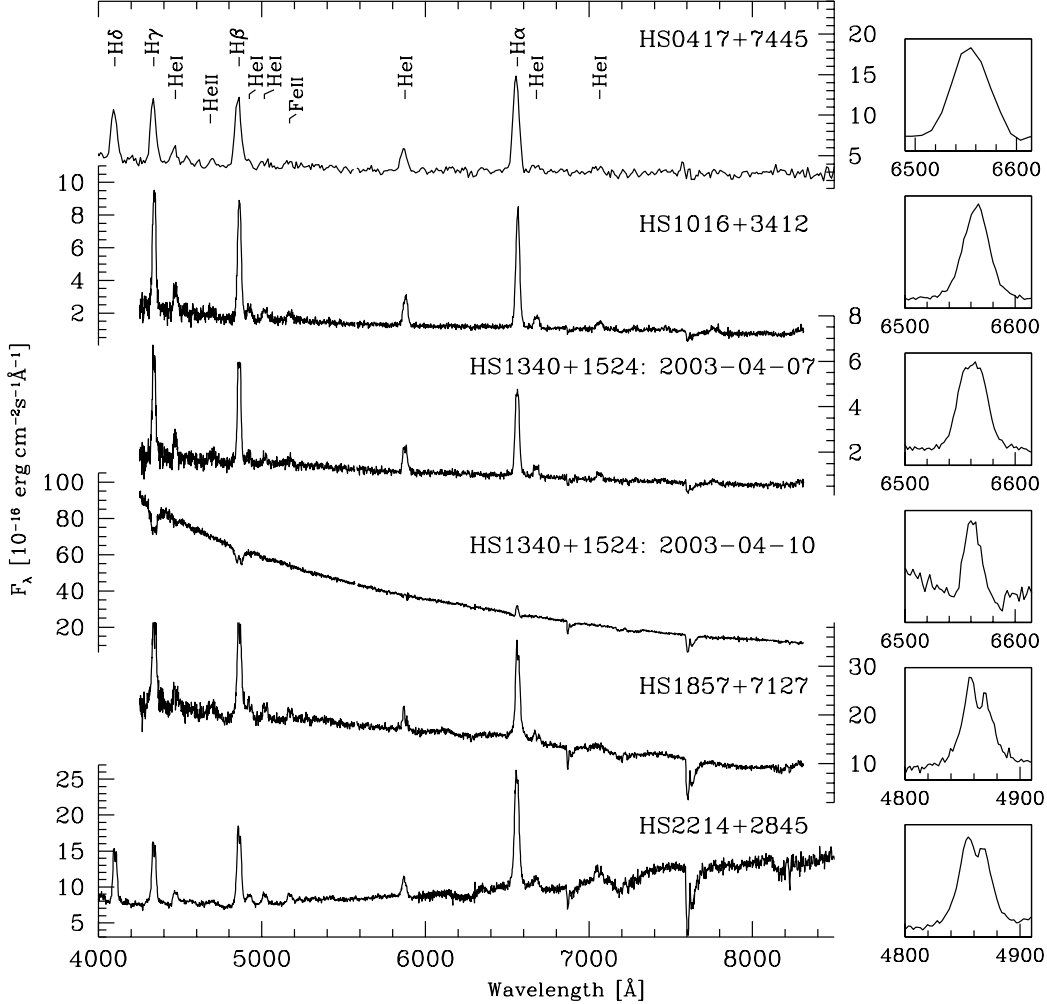 Hδ Hγ Hβ Hα
HeI HeII HeI HeI FeII HeI HeI HeI
HS0417+7445
20
15
10
5
6500 6600
HS1016+3412
10
8
6
4
2
6500 6600
HS1340+1524: 2003-04-07
8
6
4
2
6500 6600
HS1340+1524: 2003-04-10
100
80
60
40
20
6500 6600
HS1857+7127
30
20
10
4800 4900
HS2214+2845
25
20
15
10
5
4800 4900
4000 5000 6000 7000 8000
Wavelength [Å]
F_λ [10⁻¹⁶ erg cm⁻²s⁻¹Å⁻¹]